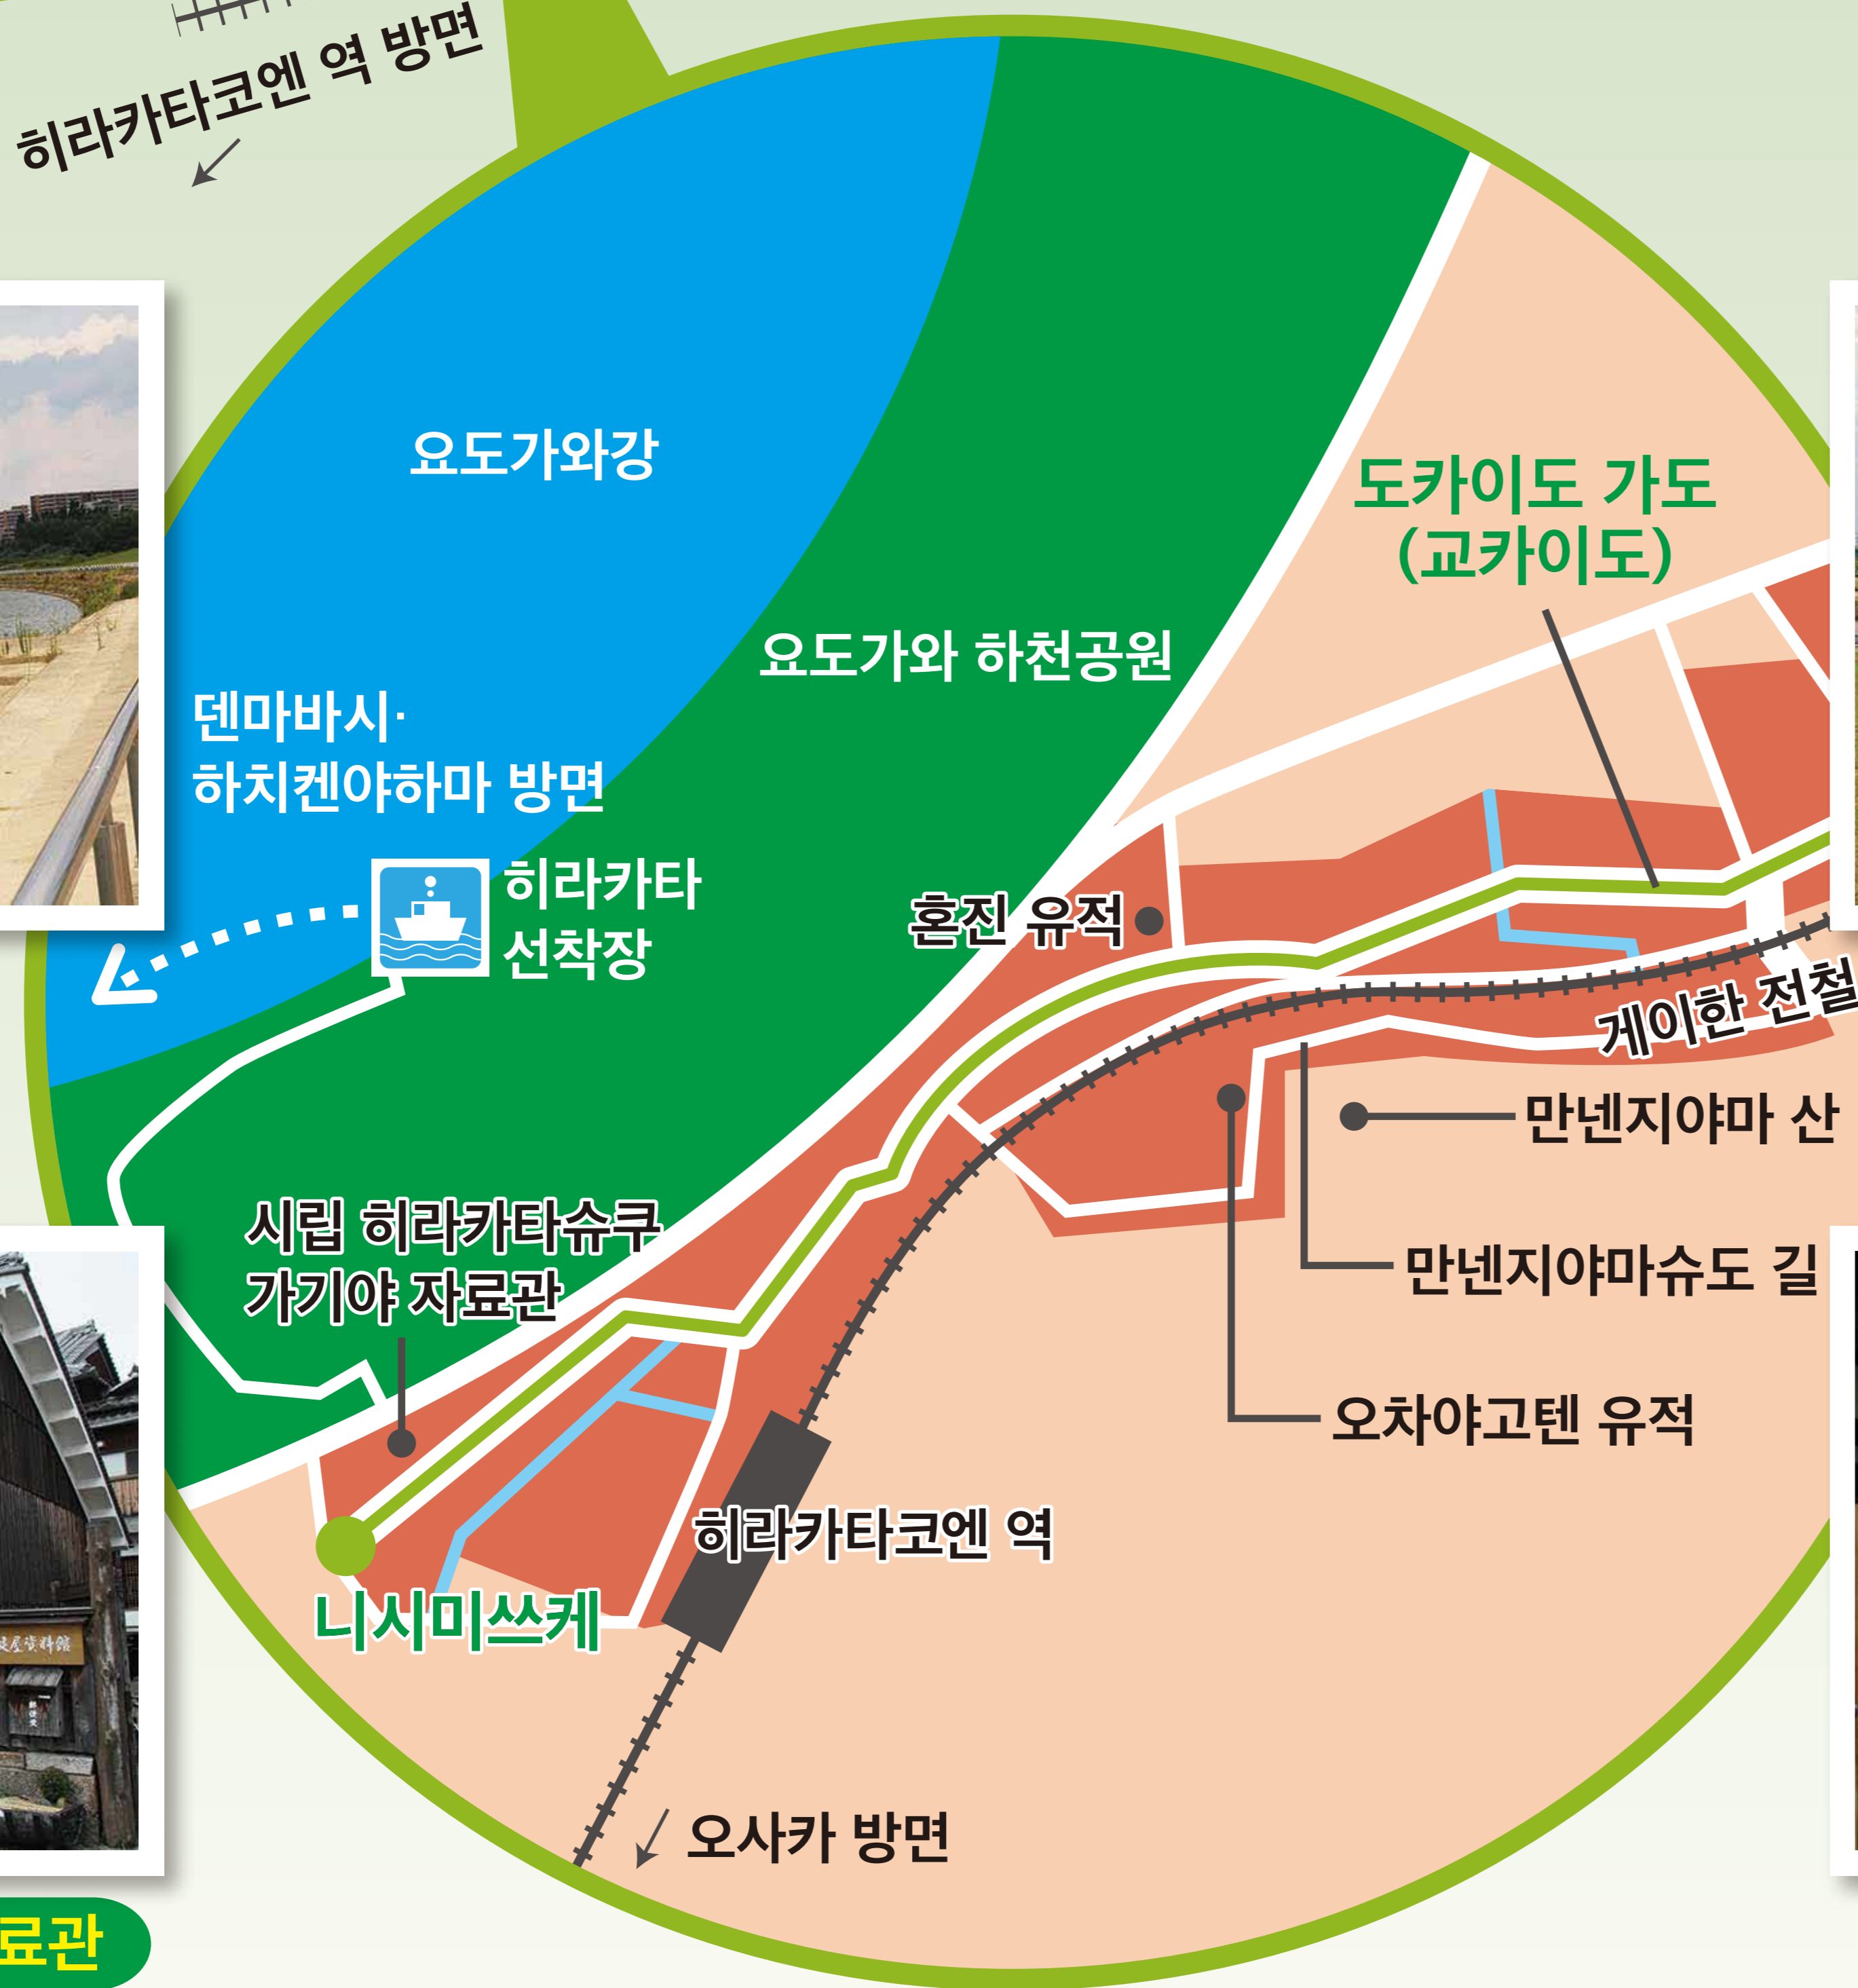 히라카타코엔 역 방면
요도가와강
도카이도 가도
(교카이도)
요도가와 하천공원
덴마바시·
하치켄야하마 방면
히라카타
선착장
혼진 유적
게이한 전철
만넨지야마 산
시립 히라카타슈쿠
가기야 자료관
만넨지야마슈도 길
오차야고텐 유적
히라카타코엔 역
니시미쓰케
오사카 방면
료관